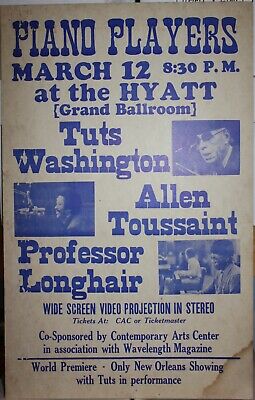 PIANO PLAYERS
MARCH 12 8:30 P.M.
at the HYATT
[Grand Ballroom]
Tuts
Washington
Allen
Toussaint
Professor
Longhair
WIDE SCREEN VIDEO PROJECTION IN STEREO
Tickets At: CAC or Ticketmaster
Co-Sponsored by Contemporary Arts Center
in association with Wavelength Magazine
World Premiere - Only New Orleans Showing
with Tuts in performance